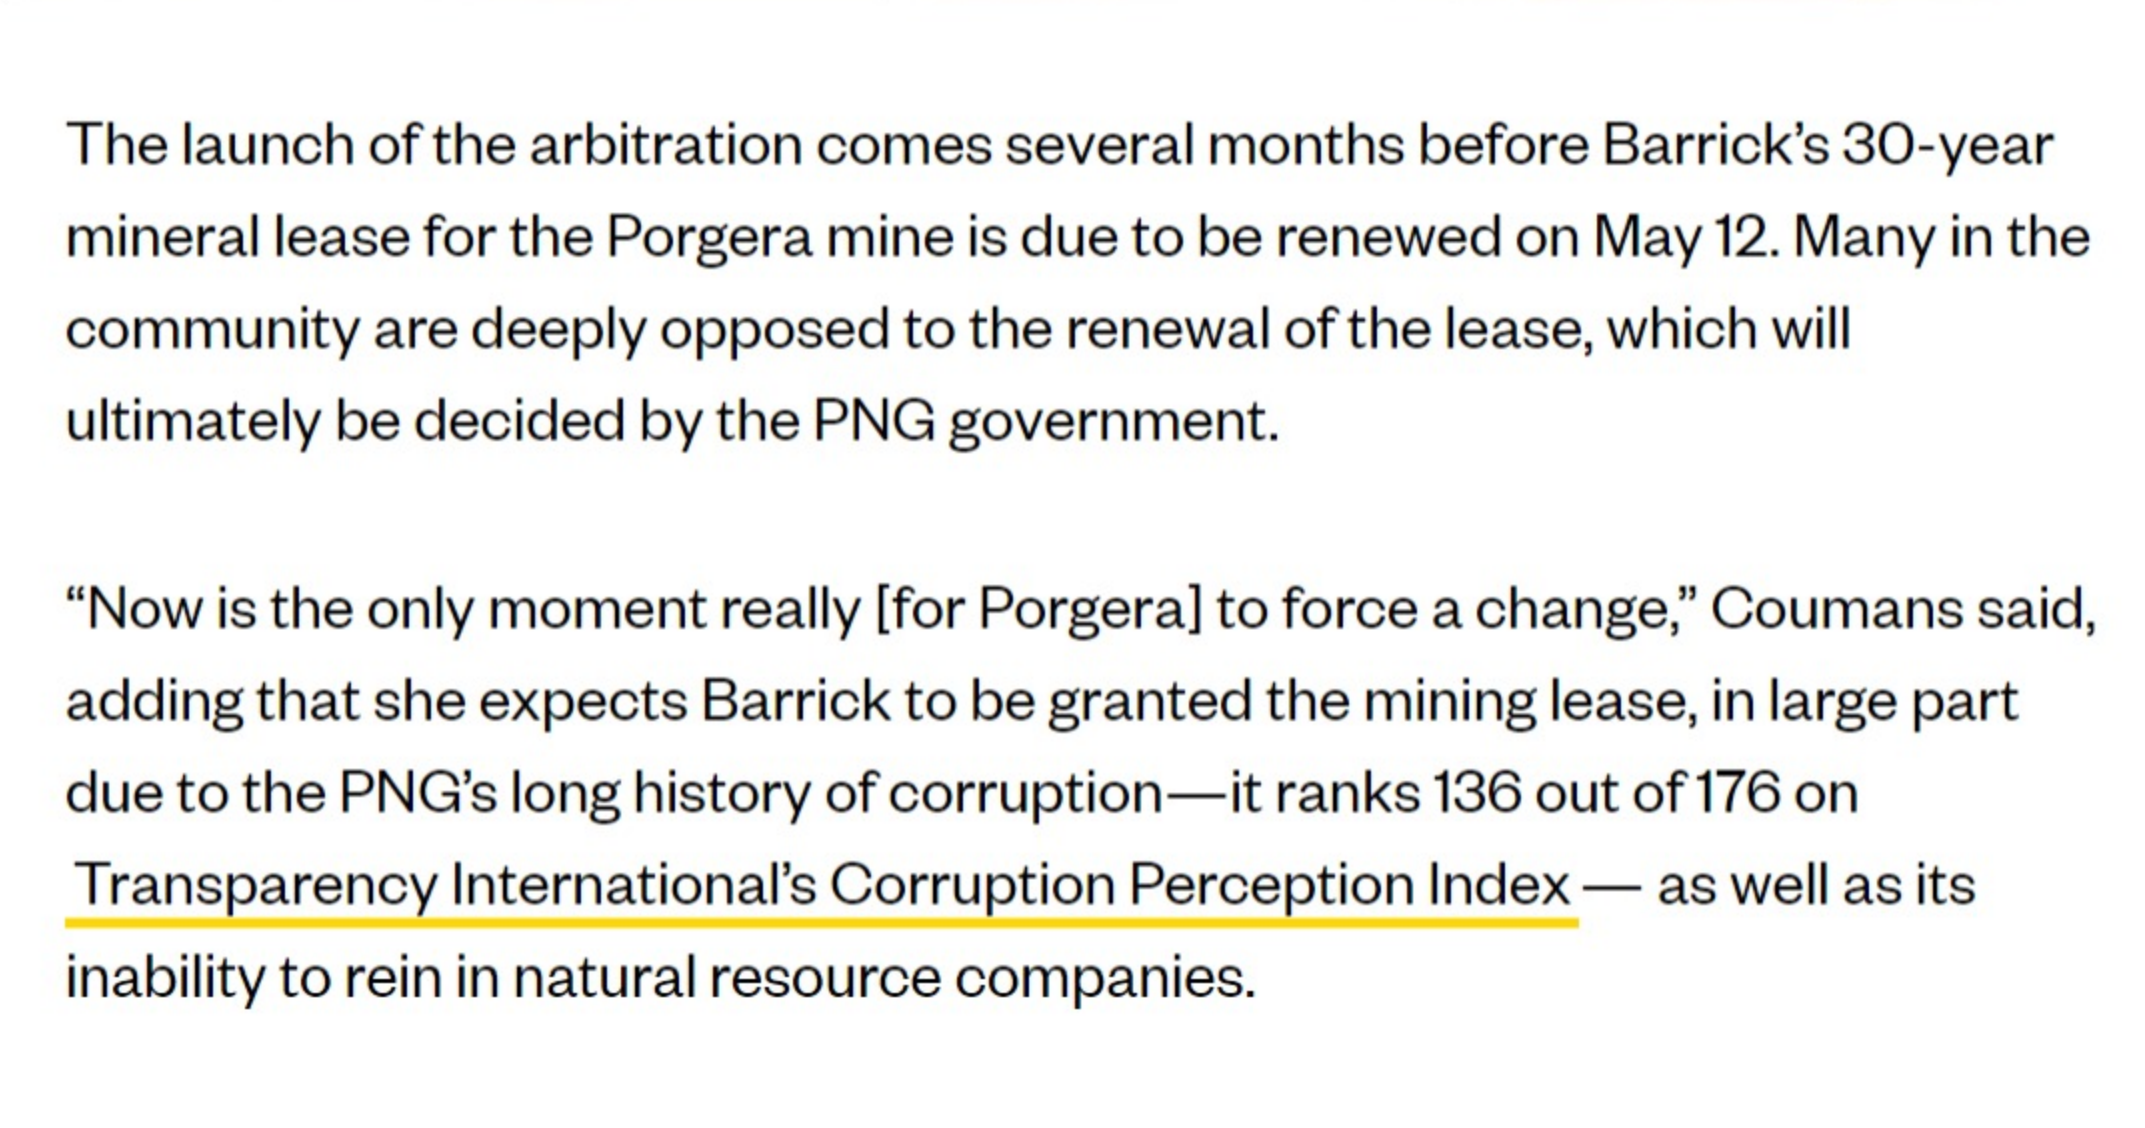 The launch of the arbitration comes several months before Barrick’s 30-year
mineral lease for the Porgera mine is due to be renewed on May 12. Many in the
community are deeply opposed to the renewal of the lease, which will
ultimately be decided by the PNG government.
“Now is the only moment really [for Porgera] to force a change,” Coumans said,
adding that she expects Barrick to be granted the mining lease, in large part
due to the PNG’s long history of corruption—it ranks 136 out of 176 on
Transparency International’s Corruption Perception Index — as well as its
inability to rein in natural resource companies.